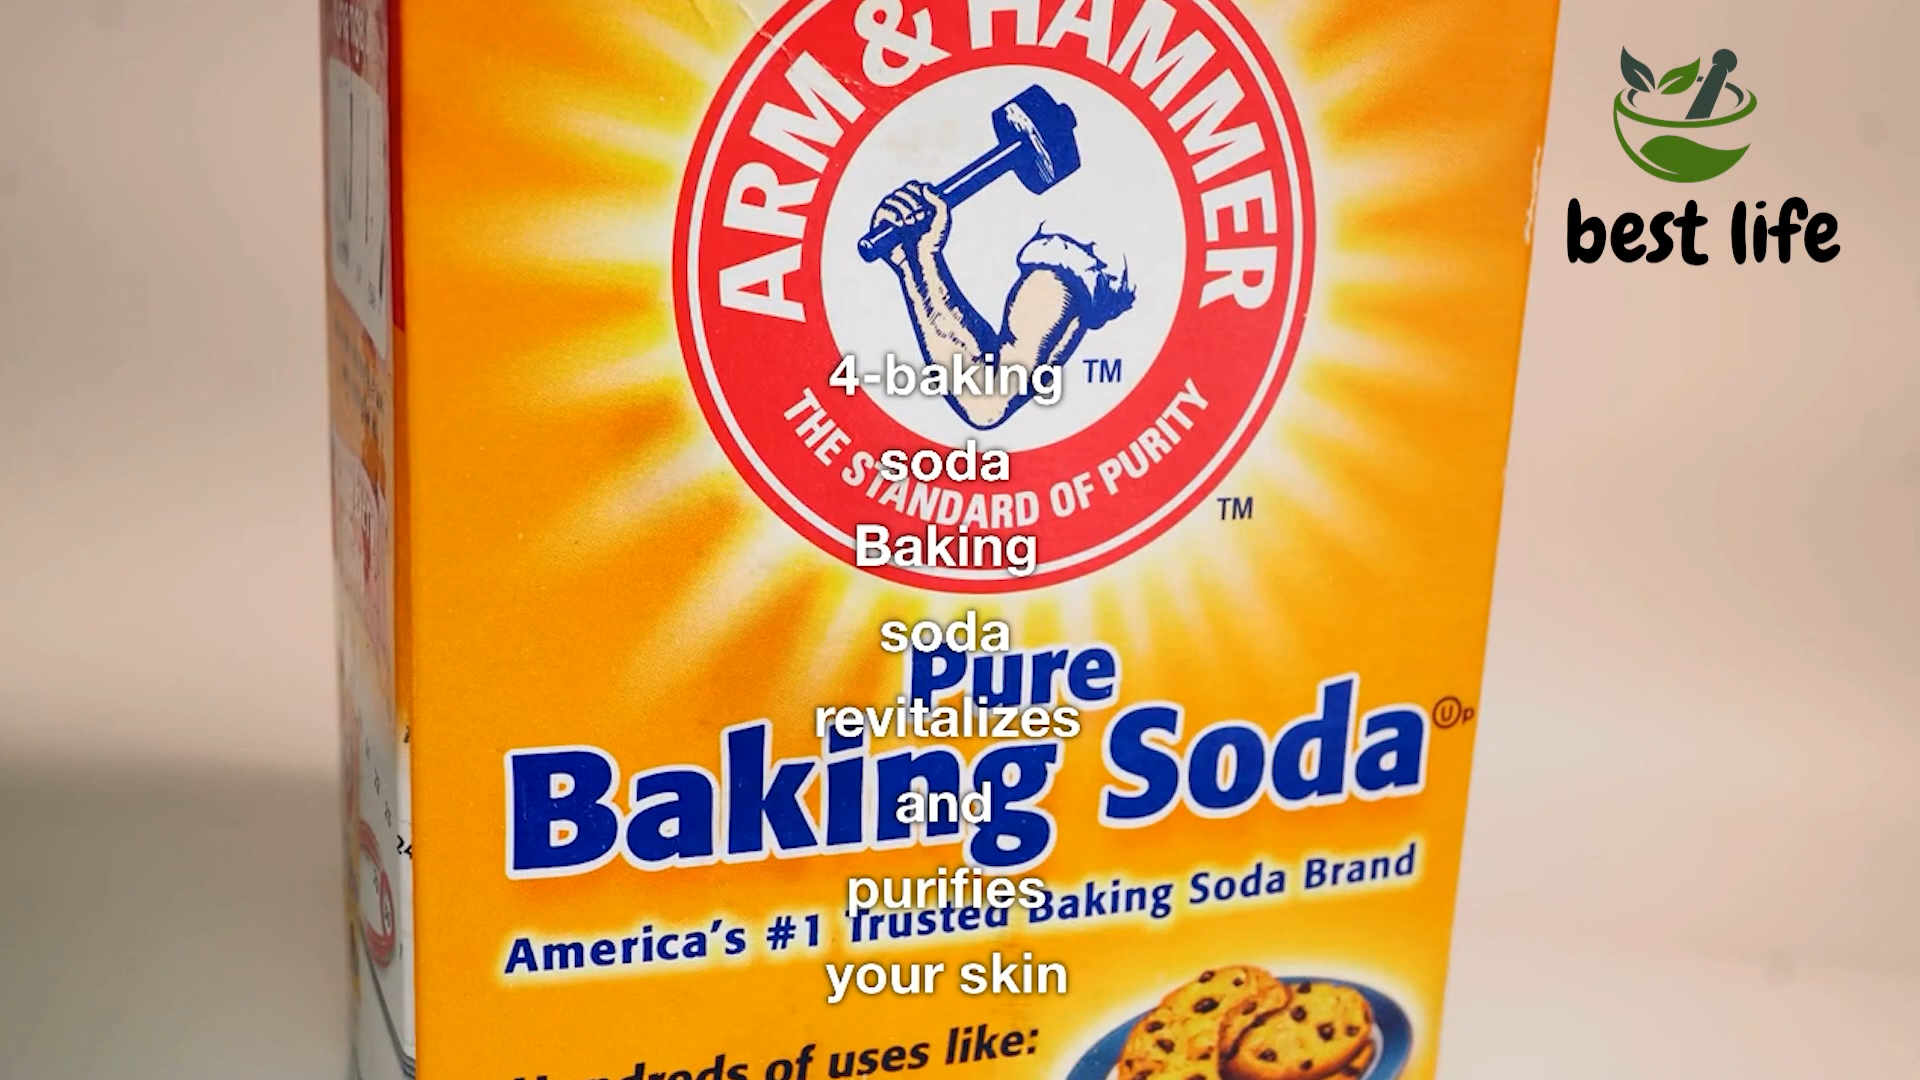 ARM & HAMMER
THE STANDARD OF PURITY
TM
TM
best life
4-baking
soda
Baking
soda
revitalizes
and
purifies
your skin
Pure
Baking Soda
U P
America's #1 Trusted Baking Soda Brand
Hundreds of uses like:
24